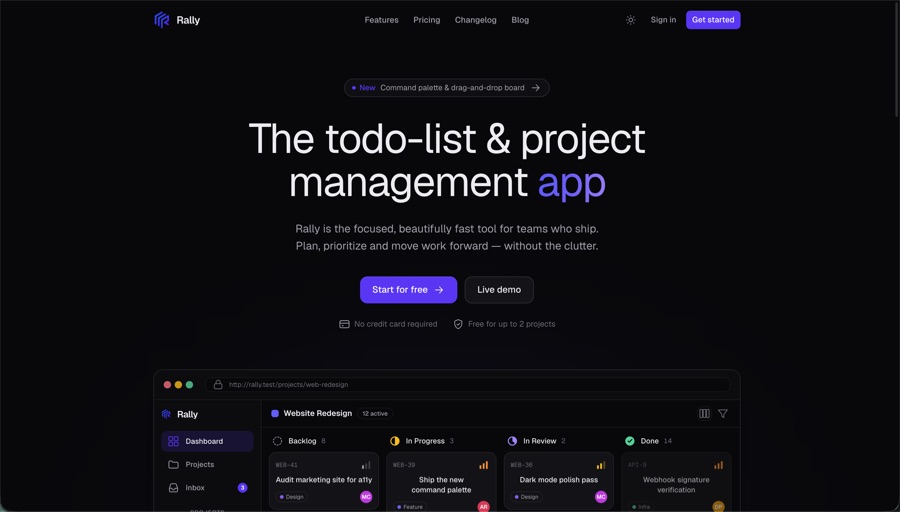 Rally
Features
Pricing
Changelog
Blog
Sign in
Get started
New Command palette & drag-and-drop board
The todo-list & project
management app
Rally is the focused, beautifully fast tool for teams who ship.
Plan, prioritize and move work forward — without the clutter.
Start for free
Live demo
No credit card required
Free for up to 2 projects
http://rally.test/projects/web-redesign
Rally
Dashboard
Projects
Inbox 3
Website Redesign 12 active
Backlog 8
WEB-41
Audit marketing site for a11y
Design
MC
In Progress 3
WEB-39
Ship the new
command palette
Feature
AR
In Review 2
WEB-36
Dark mode polish pass
Design
MC
Done 14
Webhook signature
verification
Infra
DP